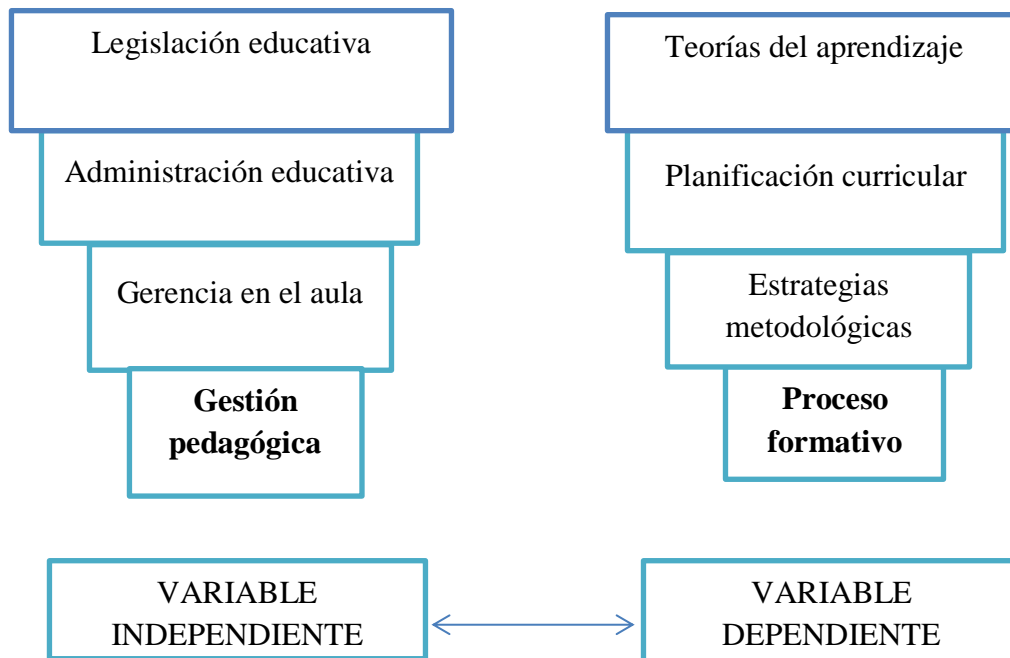 Legislación educativa
Administración educativa
Gerencia en el aula
Gestión
pedagógica
VARIABLE
INDEPENDIENTE
Teorías del aprendizaje
Planificación curricular
Estrategias
metodológicas
Proceso
formativo
VARIABLE
DEPENDIENTE